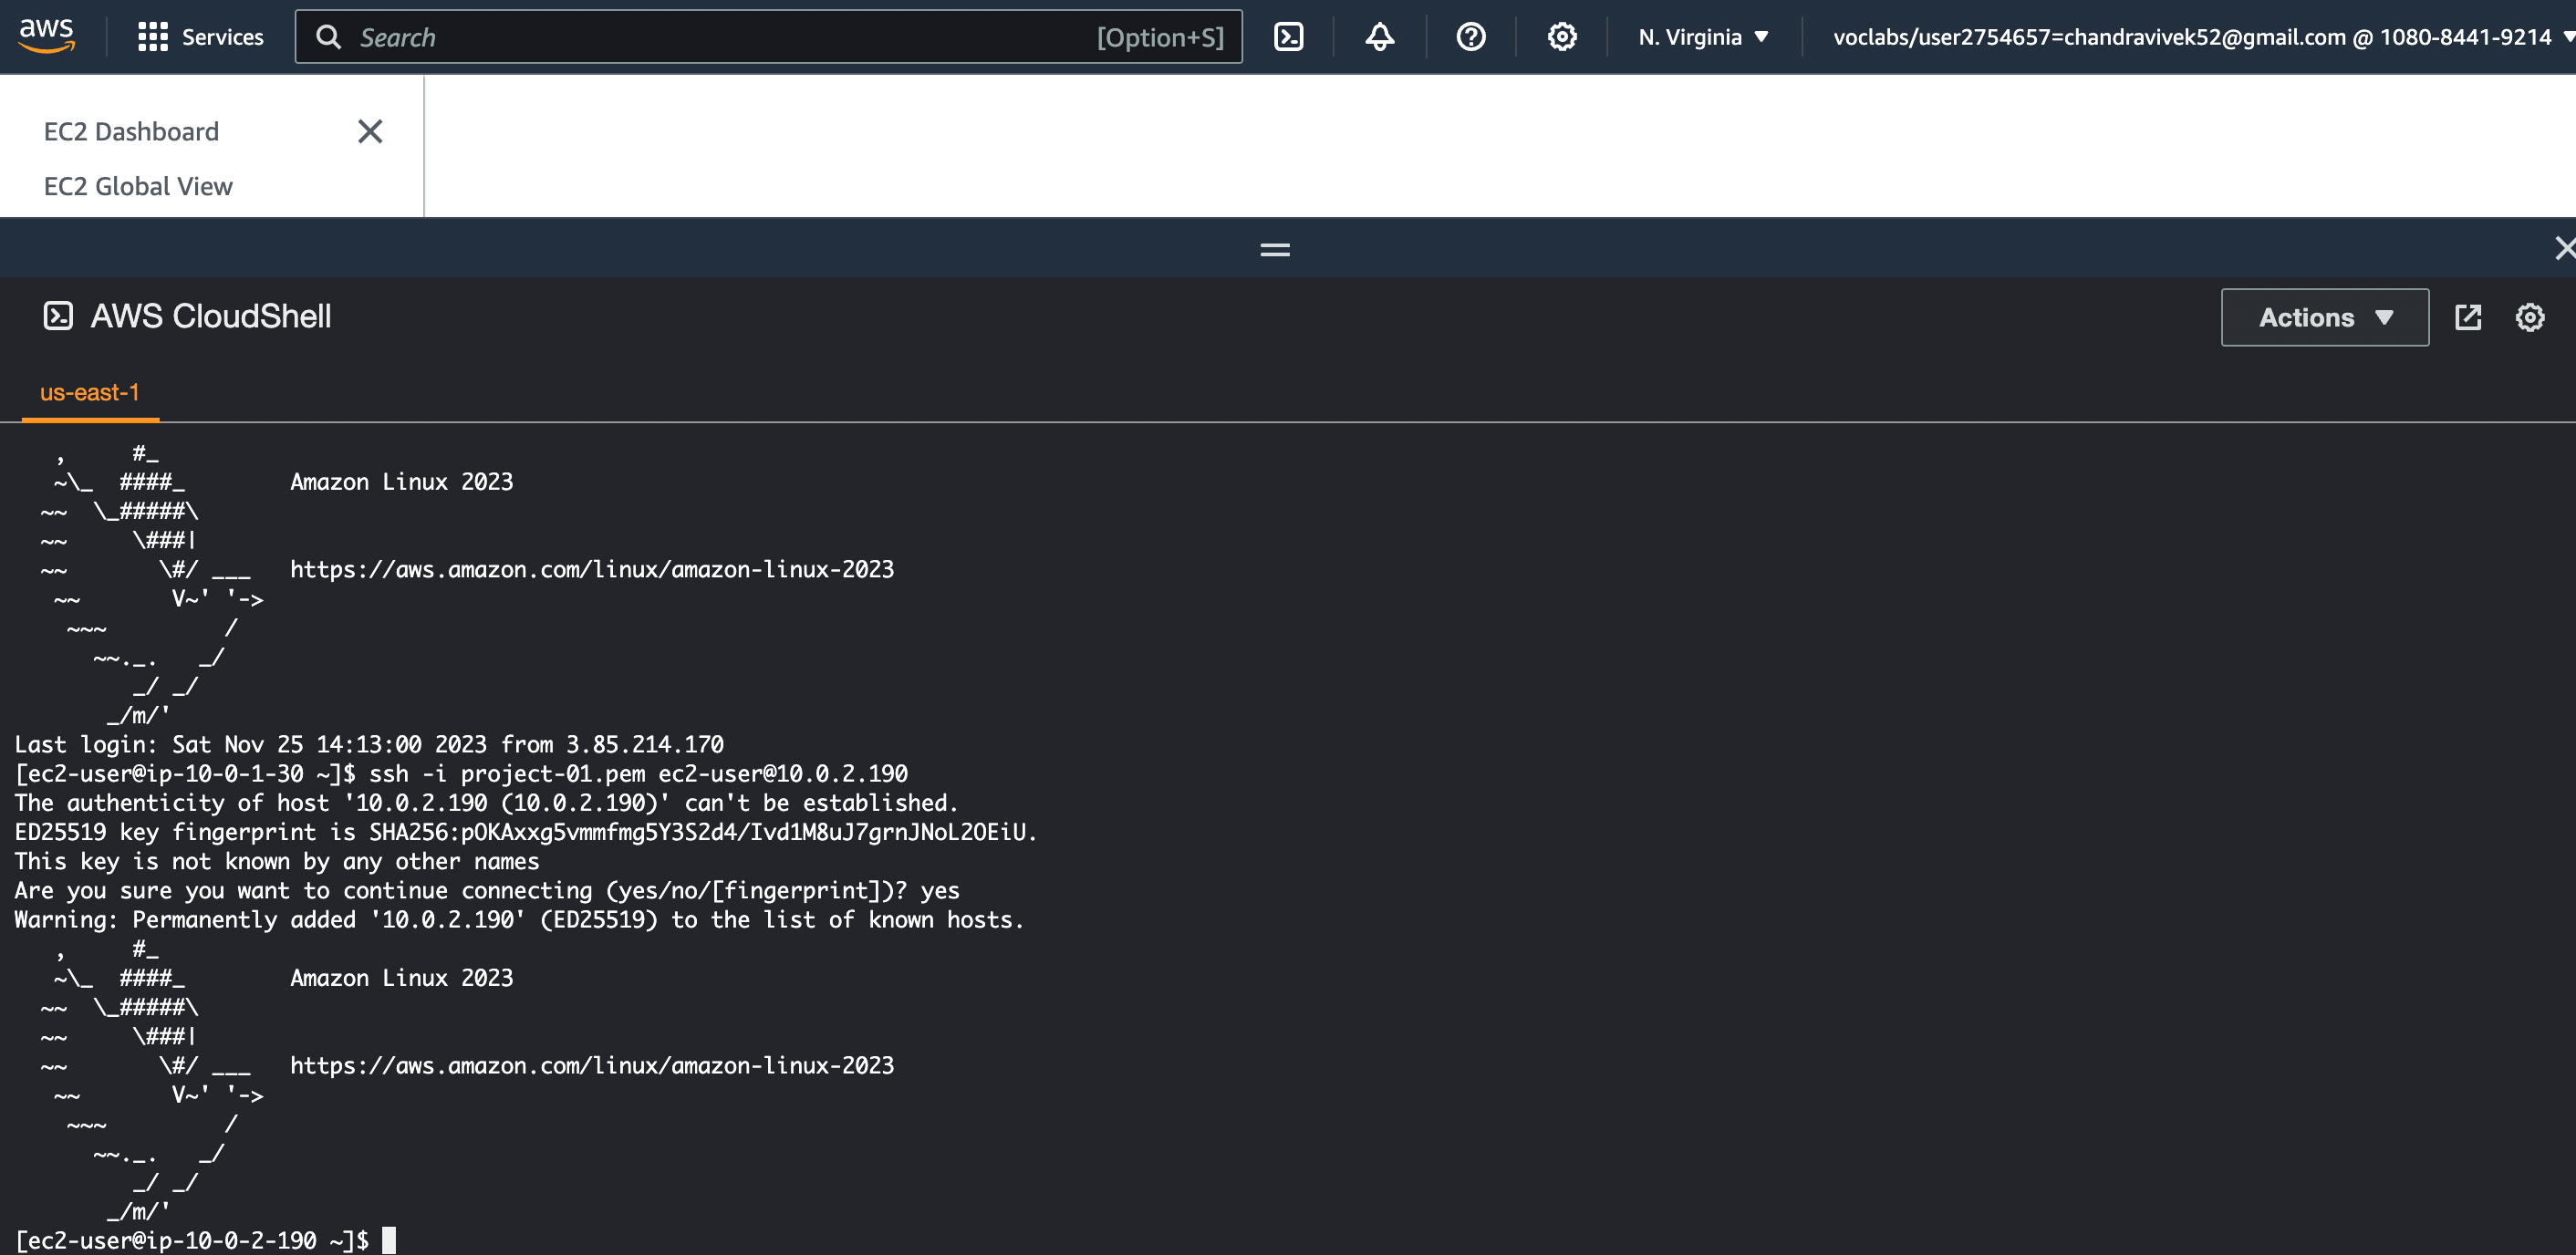 aws Services Search [Option+S] N. Virginia voclabs/user2754657=chandravivek52@gmail.com @ 1080-8441-9214
EC2 Dashboard
EC2 Global View
AWS CloudShell Actions
us-east-1
   ,     #_
   ~\_  ####_        Amazon Linux 2023
  ~~  \_#####\
  ~~     \###|
  ~~       \#/ ___   https://aws.amazon.com/linux/amazon-linux-2023
   ~~       V~' '->
    ~~~         /
      ~~._.   _/
         _/ _/
       _/m/'
Last login: Sat Nov 25 14:13:00 2023 from 3.85.214.170
[ec2-user@ip-10-0-1-30 ~]$ ssh -i project-01.pem ec2-user@10.0.2.190
The authenticity of host '10.0.2.190 (10.0.2.190)' can't be established.
ED25519 key fingerprint is SHA256:pOKAxxg5vmmfmg5Y3S2d4/Ivd1M8uJ7grnJNoL2OEiU.
This key is not known by any other names
Are you sure you want to continue connecting (yes/no/[fingerprint])? yes
Warning: Permanently added '10.0.2.190' (ED25519) to the list of known hosts.
   ,     #_
   ~\_  ####_        Amazon Linux 2023
  ~~  \_#####\
  ~~     \###|
  ~~       \#/ ___   https://aws.amazon.com/linux/amazon-linux-2023
   ~~       V~' '->
    ~~~         /
      ~~._.   _/
         _/ _/
       _/m/'
[ec2-user@ip-10-0-2-190 ~]$